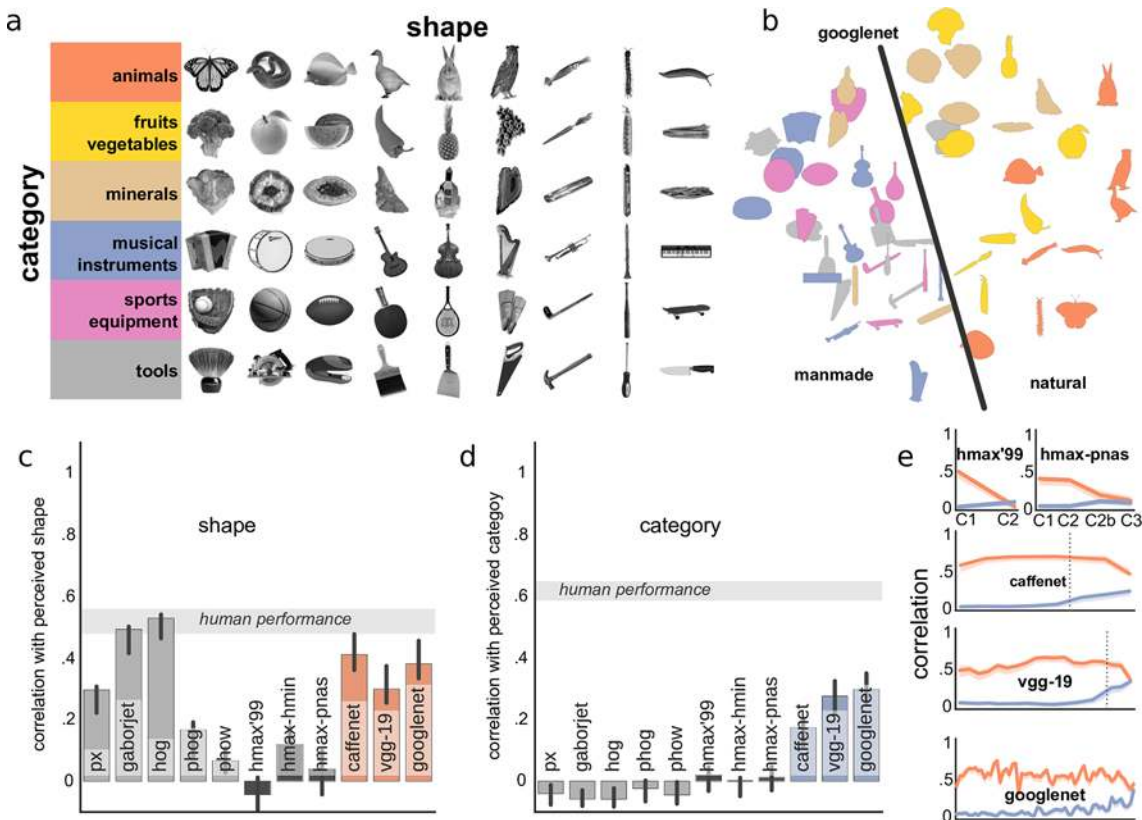 a
shape
category
animals
fruits
vegetables
minerals
musical
instruments
sports
equipment
tools
b
googlenet
manmade
natural
c
correlation with perceived shape
1
.8
.6
.4
.2
0
shape
human performance
px
gaborjet
hog
phog
phow
hmax'99
hmax-hmin
hmax-pnas
caffenet
vgg-19
googlenet
d
correlation with perceived categoy
1
.8
.6
.4
.2
0
category
human performance
px
gaborjet
hog
phog
phow
hmax'99
hmax-hmin
hmax-pnas
caffenet
vgg-19
googlenet
e
correlation
1
.5
0
hmax'99
C1 C2
1
.5
0
hmax-pnas
C1 C2 C2b C3
1
.5
0
caffenet
1
.5
0
vgg-19
1
.5
0
googlenet